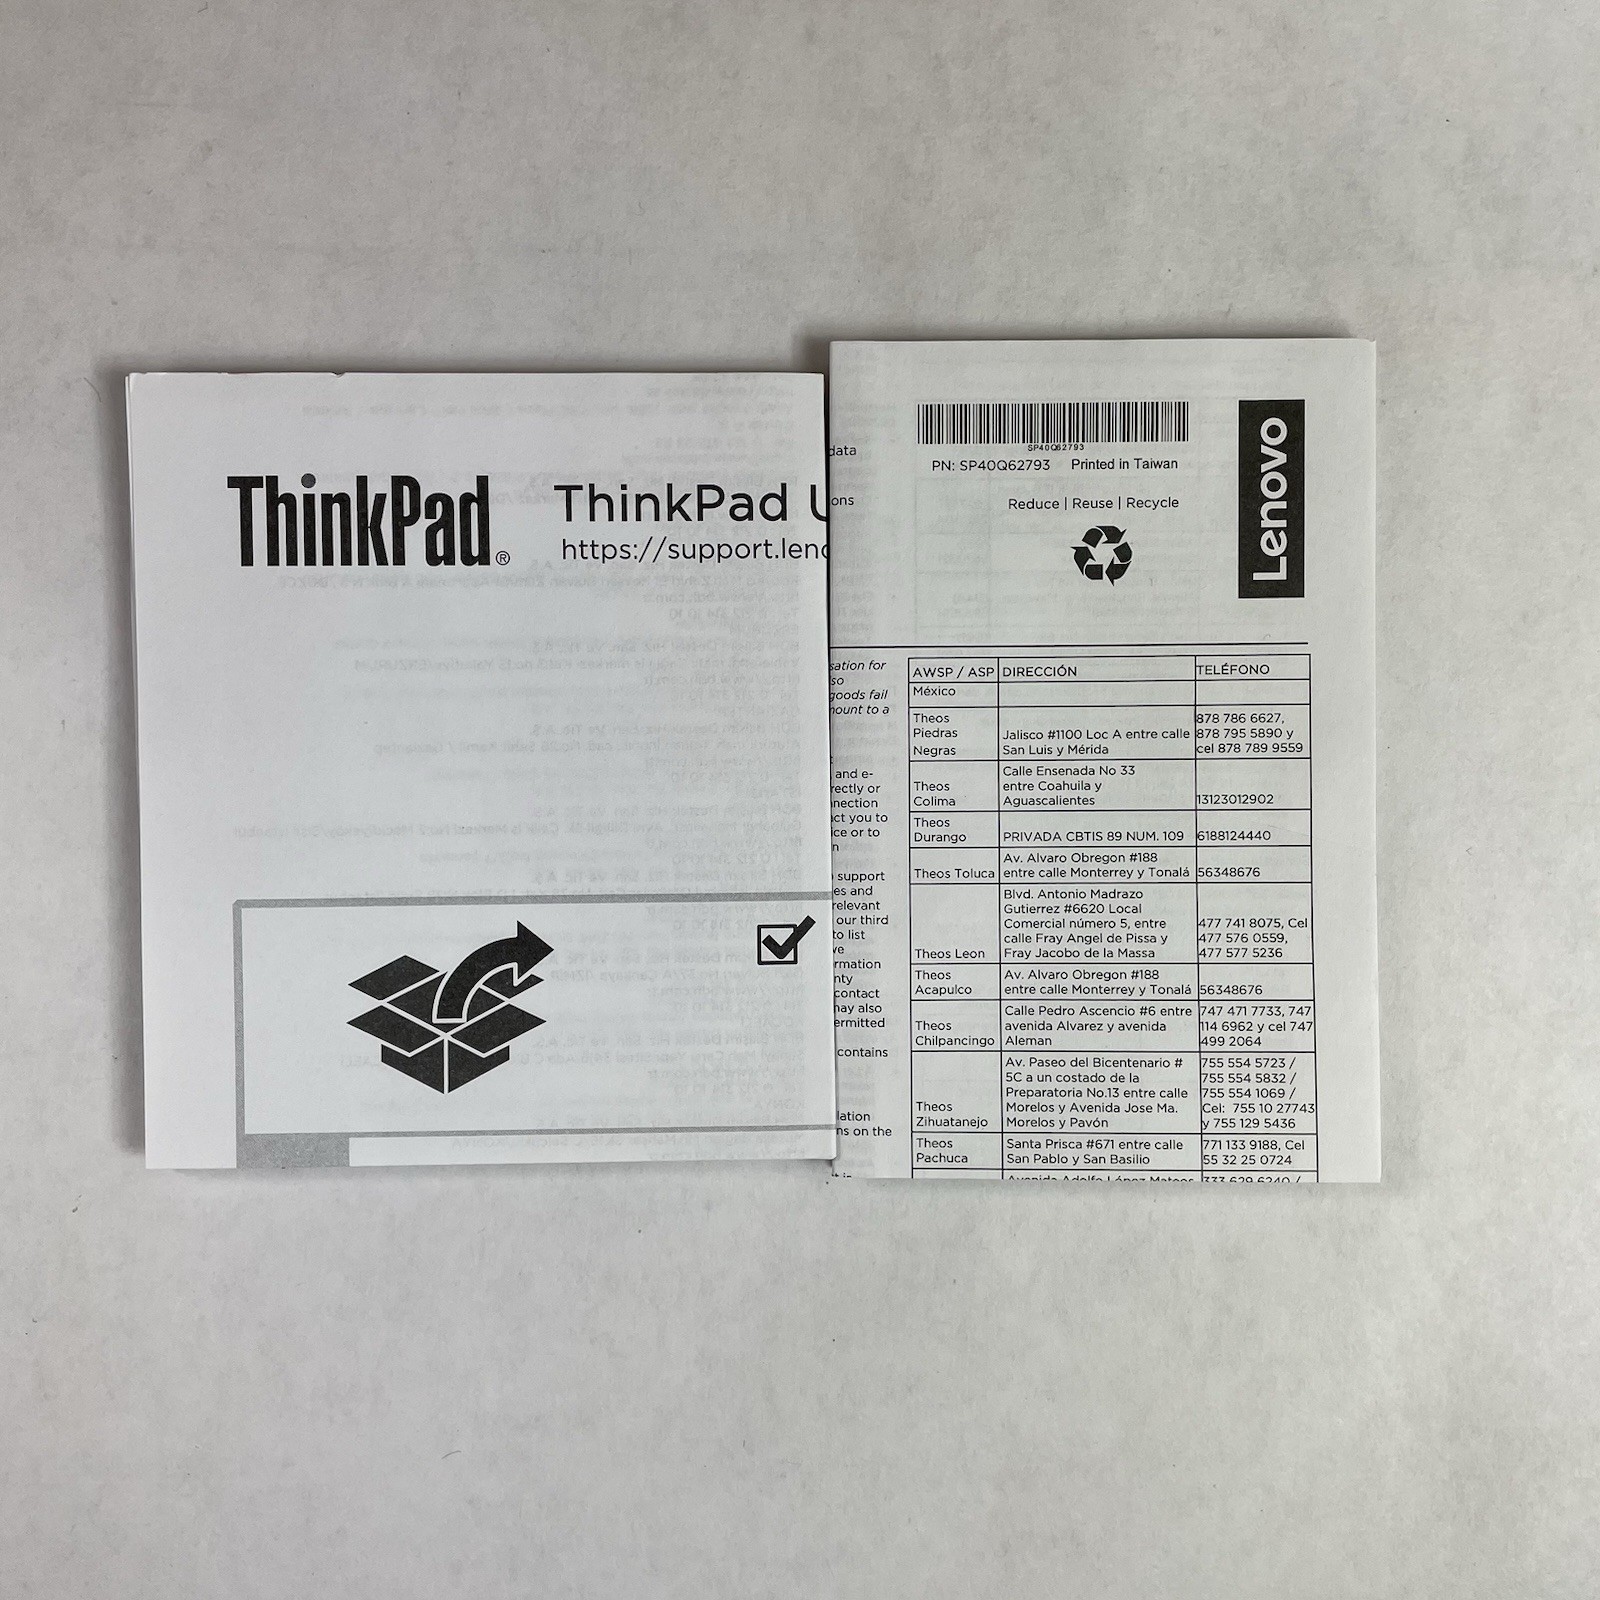 ThinkPad®
ThinkPad
https://support.leno
data
ons
SP40Q62793
PN: SP40Q62793 Printed in Taiwan
Reduce | Reuse | Recycle
Lenovo
sation for
so
goods fail
nount to a
and e-
rectly or
nection
act you to
ice or to
n
support
es and
relevant
our third
to list
ve
rmation
nty
contact
nay also
ermitted
contains
lation
ns on the
AWSP / ASP DIRECCIÓN TELÉFONO
México
Theos
Piedras
Negras
Jalisco #1100 Loc A entre calle
San Luis y Mérida
878 786 6627,
878 795 5890 y
cel 878 789 9559
Theos
Colima
Calle Ensenada No 33
entre Coahuila y
Aguascalientes
13123012902
Theos
Durango
PRIVADA CBTIS 89 NUM. 109
6188124440
Theos Toluca
Av. Alvaro Obregon #188
entre calle Monterrey y Tonalá
56348676
Theos Leon
Blvd. Antonio Madrazo
Gutierrez #6620 Local
Comercial número 5, entre
calle Fray Angel de Pissa y
Fray Jacobo de la Massa
477 741 8075, Cel
477 576 0559,
477 577 5236
Theos
Acapulco
Av. Alvaro Obregon #188
entre calle Monterrey y Tonalá
56348676
Theos
Chilpancingo
Calle Pedro Ascencio #6 entre
avenida Alvarez y avenida
Aleman
747 471 7733, 747
114 6962 y cel 747
499 2064
Theos
Zihuatanejo
Av. Paseo del Bicentenario #
5C a un costado de la
Preparatoria No.13 entre calle
Morelos y Avenida Jose Ma.
Morelos y Pavón
755 554 5723 /
755 554 5832 /
755 554 1069 /
Cel: 755 10 27743
y 755 129 5436
Theos
Pachuca
Santa Prisca #671 entre calle
San Pablo y San Basilio
771 133 9188, Cel
55 32 25 0724
Avenida Adolfo López Mateos
333 629 6240 /